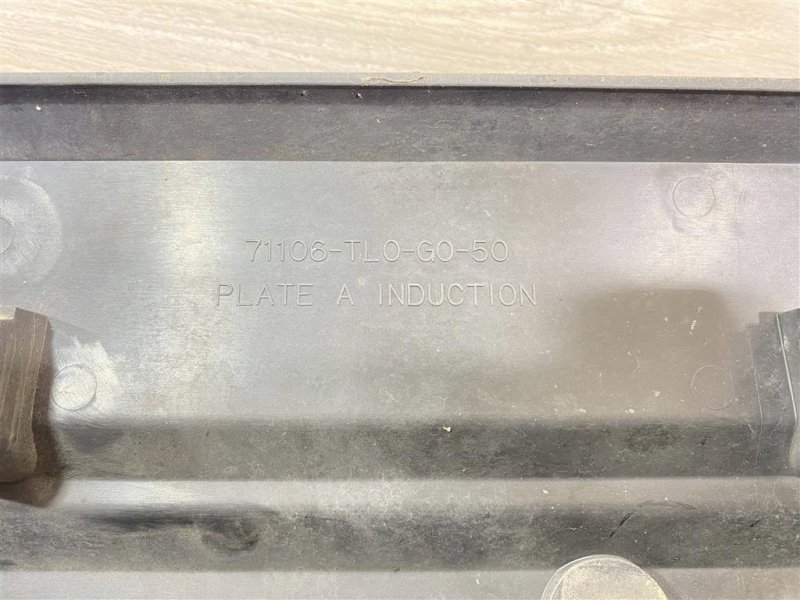 71106-TL0-G0-50
PLATE A INDUCTION